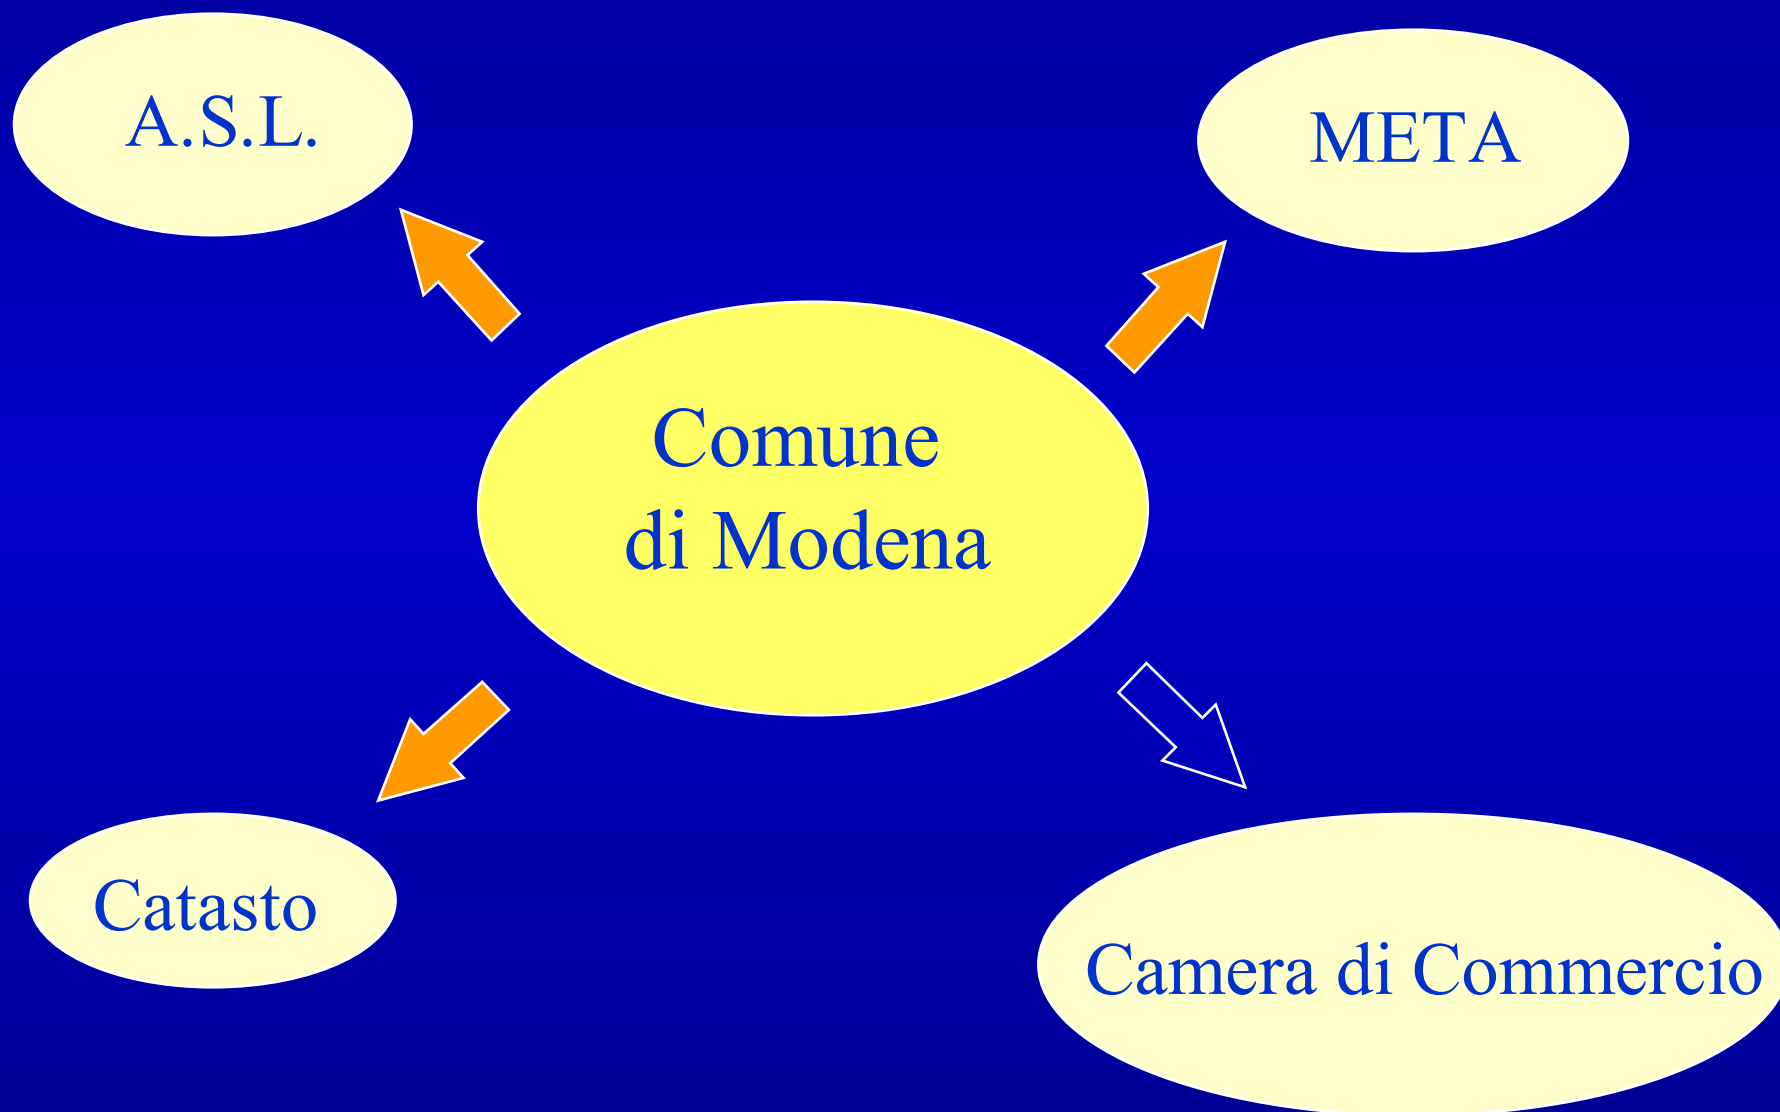 A.S.L.
META
Comune
di Modena
Catasto
Camera di Commercio